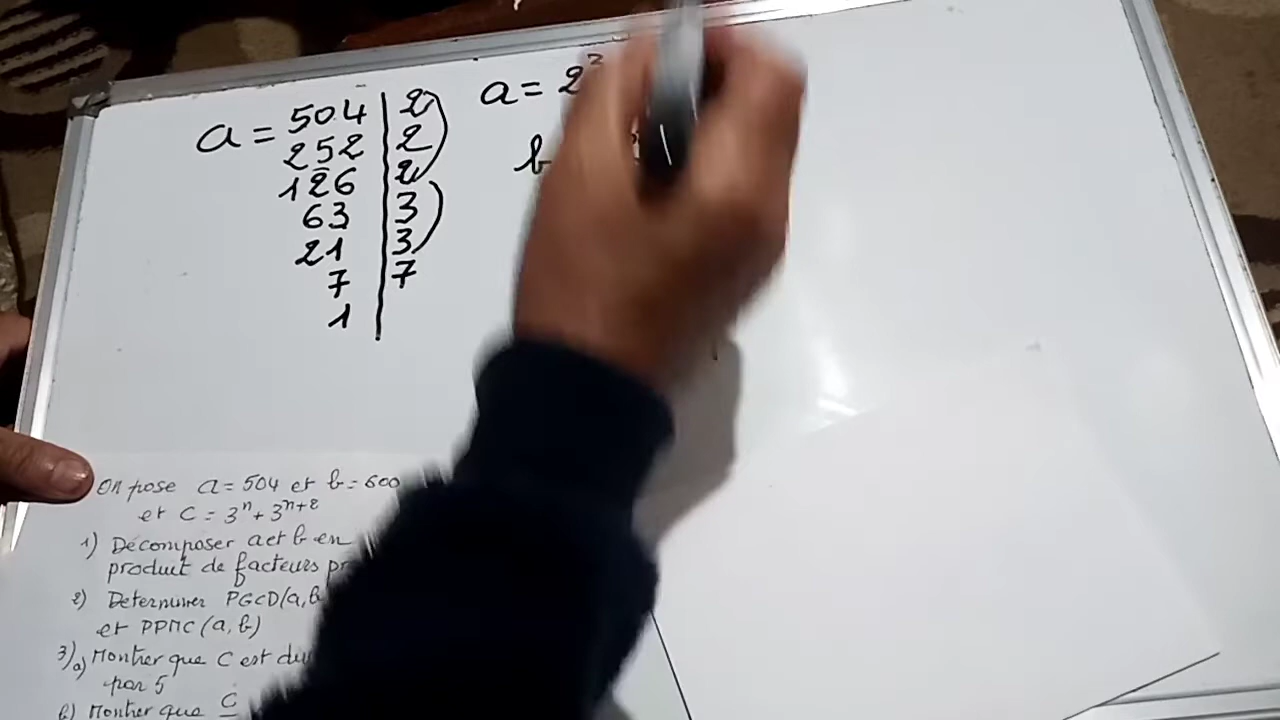 a = 504 | 2
252 | 2
126 | 2
63 | 3
21 | 3
7 | 7
1
a = 2³
b
On pose a = 504 et b = 600
et C = 3ⁿ + 3ⁿ⁺²
1) Décomposer a et b en
produit de facteurs
2) Determiner PGCD(a,b
et PPMC (a,b)
3)a) Montrer que C est
par 5
b) Montrer que C